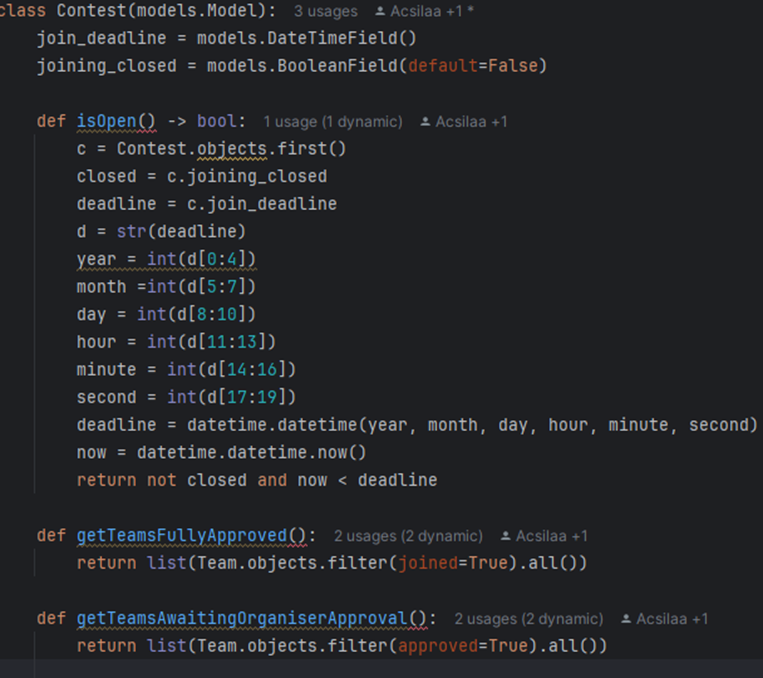 class Contest(models.Model): 3 usages Acsilaa +1 *
join_deadline = models.DateTimeField()
joining_closed = models.BooleanField(default=False)
def isOpen() -> bool: 1 usage (1 dynamic) Acsilaa +1
c = Contest.objects.first()
closed = c.joining_closed
deadline = c.join_deadline
d = str(deadline)
year = int(d[0:4])
month =int(d[5:7])
day = int(d[8:10])
hour = int(d[11:13])
minute = int(d[14:16])
second = int(d[17:19])
deadline = datetime.datetime(year, month, day, hour, minute, second)
now = datetime.datetime.now()
return not closed and now < deadline
def getTeamsFullyApproved(): 2 usages (2 dynamic) Acsilaa +1
return list(Team.objects.filter(joined=True).all())
def getTeamsAwaitingOrganiserApproval(): 2 usages (2 dynamic) Acsilaa +1
return list(Team.objects.filter(approved=True).all())